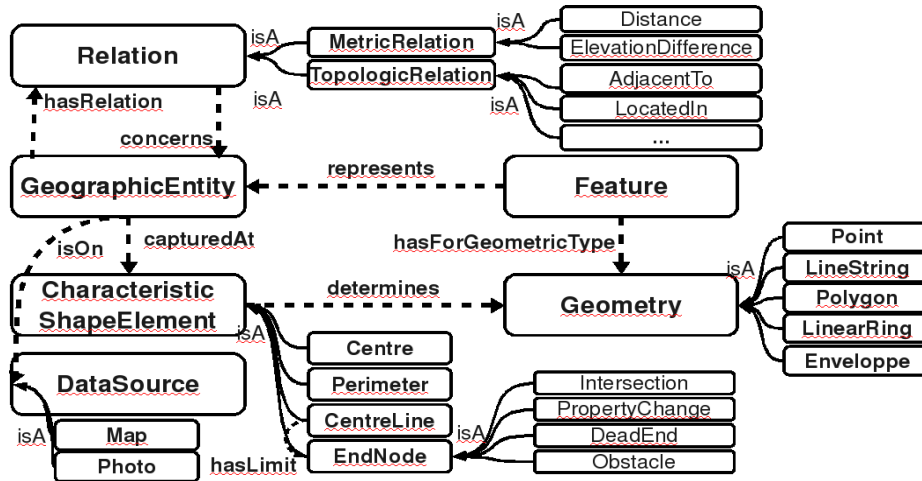 Relation
isA
MetricRelation
Distance
ElevationDifference
TopologicRelation
isA
AdjacentTo
isA
LocatedIn
...
hasRelation
concerns
GeographicEntity
represents
Feature
isOn
capturedAt
hasForGeometricType
Characteristic
ShapeElement
determines
Geometry
isA
Point
LineString
Polygon
LinearRing
Enveloppe
isA
Centre
Perimeter
CentreLine
EndNode
hasLimit
isA
Intersection
PropertyChange
DeadEnd
Obstacle
DataSource
isA
Map
Photo